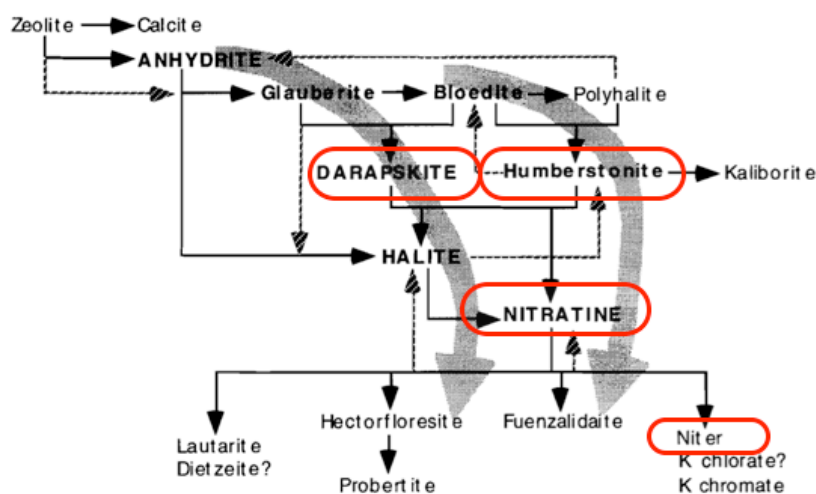 Zeolite Calcite
ANHYDRITE
Glauberite Bloedite Polyhalite
DARAPSKITE Humberstonite Kaliborite
HALITE
NITRATINE
Hectorfloresite Fuenzalidaite Niter
Lautarite K chlorate?
Dietzeite? K chromate
Probertite